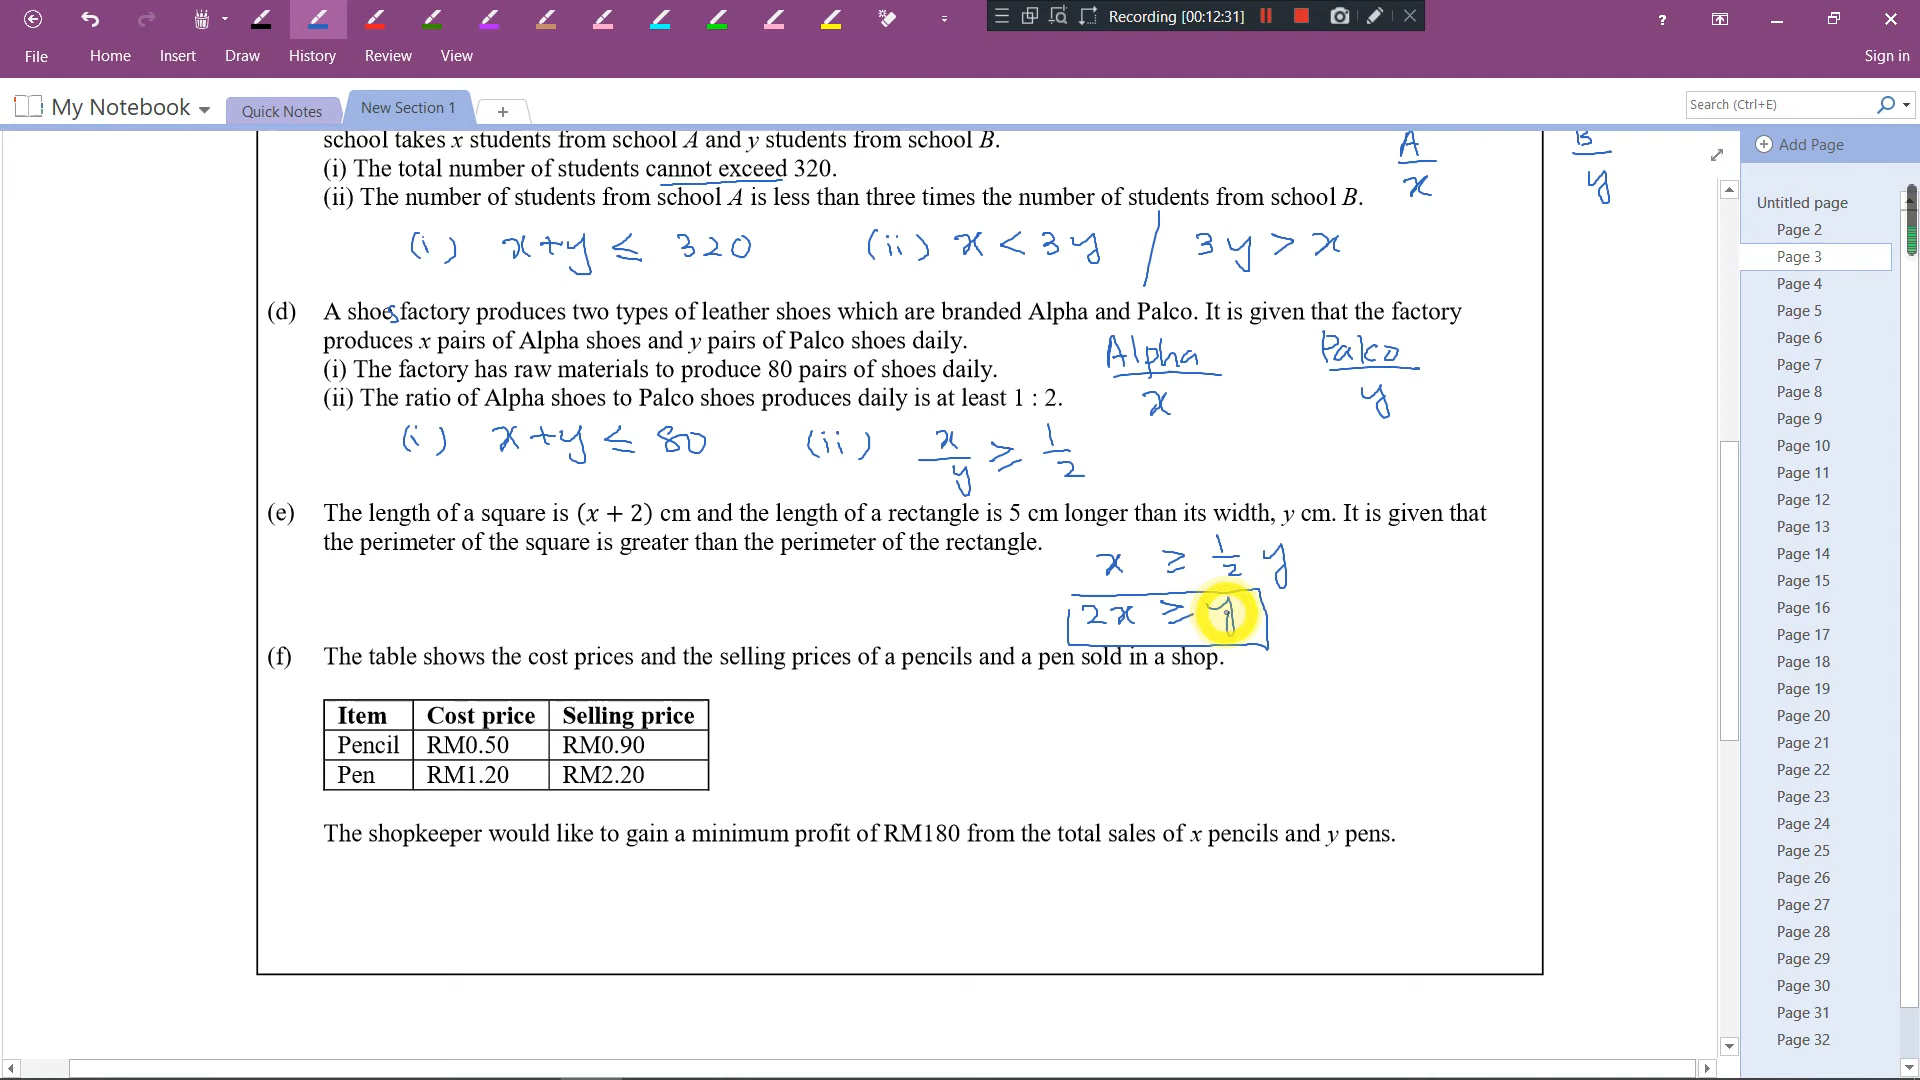 Recording [00:12:31]
File Home Insert Draw History Review View Sign in
My Notebook Quick Notes New Section 1 Search (Ctrl+E)
school takes x students from school A and y students from school B.
(i) The total number of students cannot exceed 320.
(ii) The number of students from school A is less than three times the number of students from school B.
A B
x y
(i) x+y ≤ 320 (ii) x < 3y / 3y > x
(d) A shoes factory produces two types of leather shoes which are branded Alpha and Palco. It is given that the factory
produces x pairs of Alpha shoes and y pairs of Palco shoes daily.
(i) The factory has raw materials to produce 80 pairs of shoes daily.
(ii) The ratio of Alpha shoes to Palco shoes produces daily is at least 1 : 2.
Alpha Palco
x y
(i) x+y ≤ 80 (ii) x/y ≥ 1/2
(e) The length of a square is (x + 2) cm and the length of a rectangle is 5 cm longer than its width, y cm. It is given that
the perimeter of the square is greater than the perimeter of the rectangle.
x ≥ 1/2 y
2x ≥ y
(f) The table shows the cost prices and the selling prices of a pencils and a pen sold in a shop.
Item Cost price Selling price
Pencil RM0.50 RM0.90
Pen RM1.20 RM2.20
The shopkeeper would like to gain a minimum profit of RM180 from the total sales of x pencils and y pens.
Add Page
Untitled page
Page 2
Page 3
Page 4
Page 5
Page 6
Page 7
Page 8
Page 9
Page 10
Page 11
Page 12
Page 13
Page 14
Page 15
Page 16
Page 17
Page 18
Page 19
Page 20
Page 21
Page 22
Page 23
Page 24
Page 25
Page 26
Page 27
Page 28
Page 29
Page 30
Page 31
Page 32